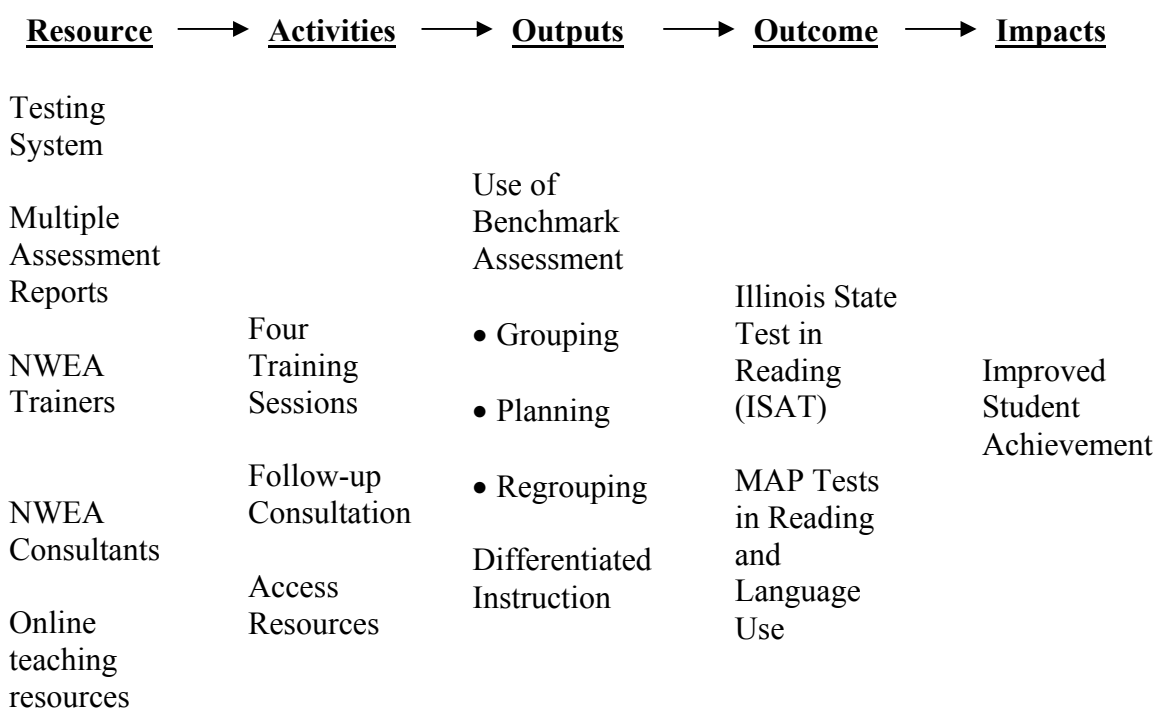 Resource → Activities → Outputs → Outcome → Impacts
Testing
System
Multiple
Assessment
Reports
NWEA
Trainers
NWEA
Consultants
Online
teaching
resources
Four
Training
Sessions
Follow-up
Consultation
Access
Resources
Use of
Benchmark
Assessment
• Grouping
• Planning
• Regrouping
Differentiated
Instruction
Illinois State
Test in
Reading
(ISAT)
MAP Tests
in Reading
and
Language
Use
Improved
Student
Achievement